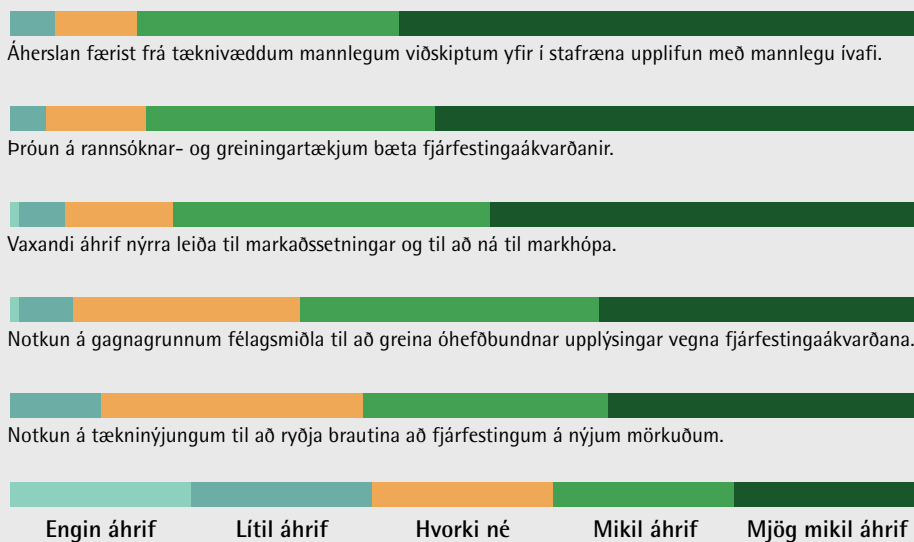 Áherslan færist frá tæknivæddum mannlegum viðskiptum yfir í stafræna upplifun með mannlegu ívafi.
Þróun á rannsóknar- og greiningartækjum bæta fjárfestingaákvarðanir.
Vaxandi áhrif nýrra leiða til markaðssetningar og til að ná til markhópa.
Notkun á gagnagrunnum félagsmiðla til að greina óhefðbundnar upplýsingar vegna fjárfestingaákvarðana.
Notkun á tækninýjungum til að ryðja brautina að fjárfestingum á nýjum mörkuðum.
Engin áhrif Lítil áhrif Hvorki né Mikil áhrif Mjög mikil áhrif